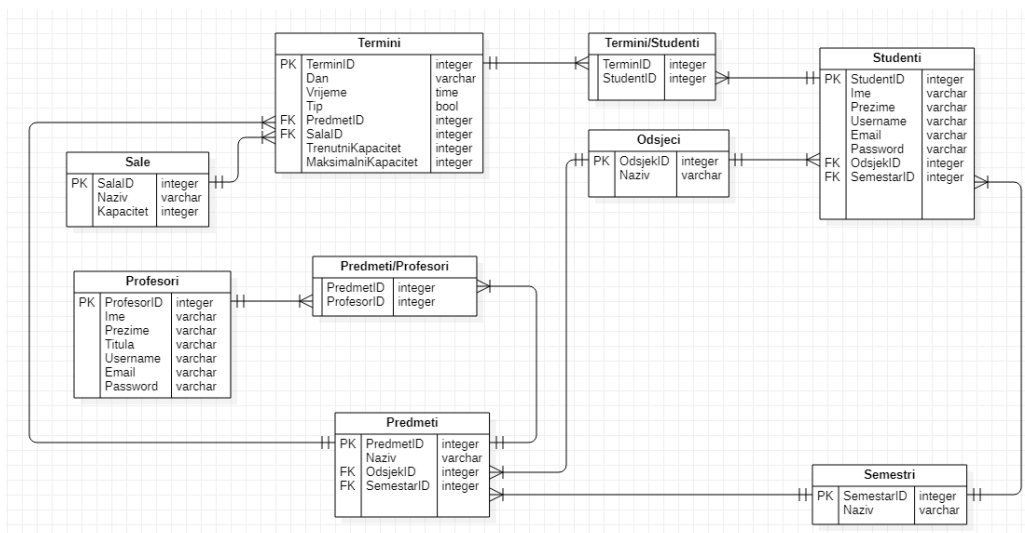 Termini
PK TerminID integer
Dan varchar
Vrijeme time
Tip bool
FK PredmetID integer
FK SalaID integer
TrenutniKapacitet integer
MaksimalniKapacitet integer
Termini/Studenti
TerminID integer
StudentID integer
Studenti
PK StudentID integer
Ime varchar
Prezime varchar
Username varchar
Email varchar
Password varchar
FK OdsjekID integer
FK SemestarID integer
Odsjeci
PK OdsjekID integer
Naziv varchar
Sale
PK SalaID integer
Naziv varchar
Kapacitet integer
Profesori
PK ProfesorID integer
Ime varchar
Prezime varchar
Titula varchar
Username varchar
Email varchar
Password varchar
Predmeti/Profesori
PredmetID integer
ProfesorID integer
Predmeti
PK PredmetID integer
Naziv varchar
FK OdsjekID integer
FK SemestarID integer
Semestri
PK SemestarID integer
Naziv varchar